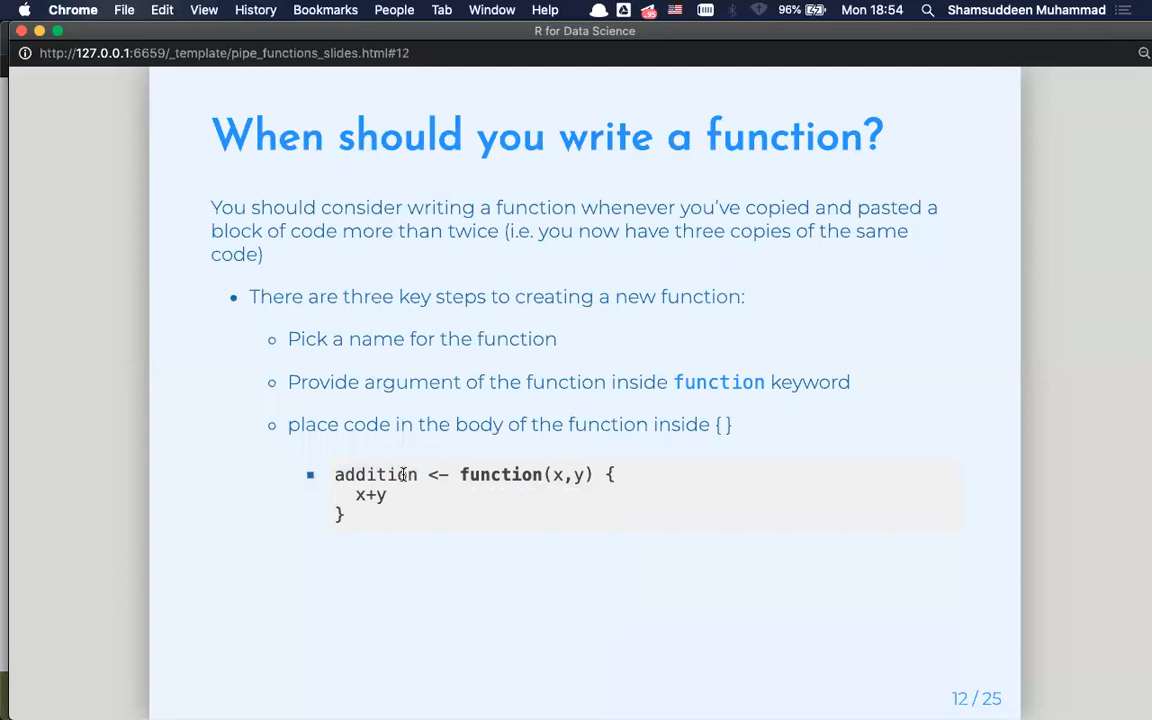 Chrome File Edit View History Bookmarks People Tab Window Help 96% Mon 18:54 Shamsuddeen Muhammad
R for Data Science
http://127.0.0.1:6659/_template/pipe_functions_slides.html#12
When should you write a function?
You should consider writing a function whenever you've copied and pasted a
block of code more than twice (i.e. you now have three copies of the same
code)
There are three key steps to creating a new function:
Pick a name for the function
Provide argument of the function inside function keyword
place code in the body of the function inside { }
addition <- function(x,y) {
x+y
}
12 / 25